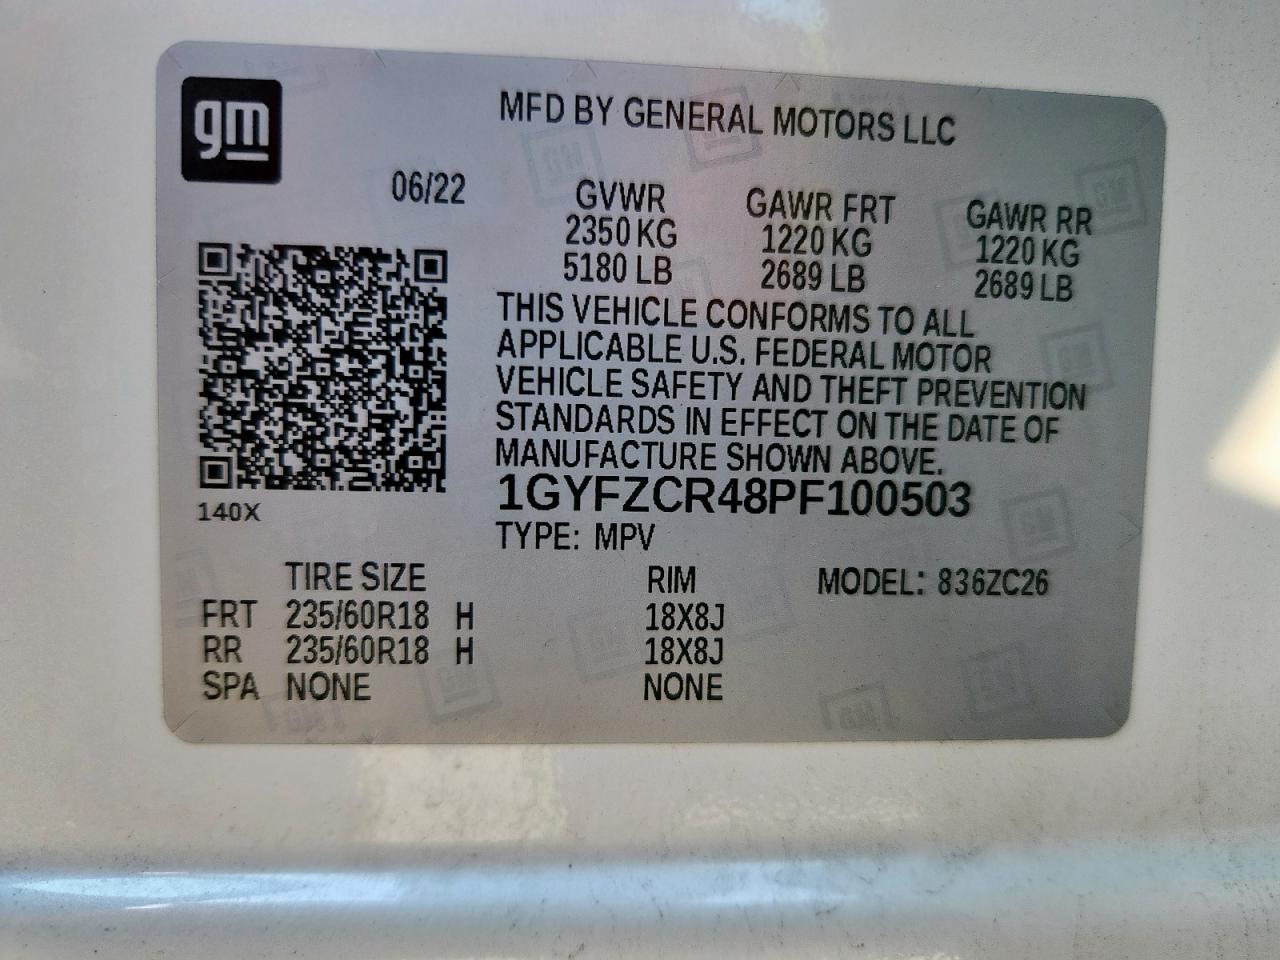 gm
MFD BY GENERAL MOTORS LLC
06/22
GVWR GAWR FRT GAWR RR
2350 KG 1220 KG 1220 KG
5180 LB 2689 LB 2689 LB
THIS VEHICLE CONFORMS TO ALL
APPLICABLE U.S. FEDERAL MOTOR
VEHICLE SAFETY AND THEFT PREVENTION
STANDARDS IN EFFECT ON THE DATE OF
MANUFACTURE SHOWN ABOVE.
1GYFZCR48PF100503
140X
TYPE: MPV
TIRE SIZE RIM MODEL: 836ZC26
FRT 235/60R18 H 18X8J
RR 235/60R18 H 18X8J
SPA NONE NONE